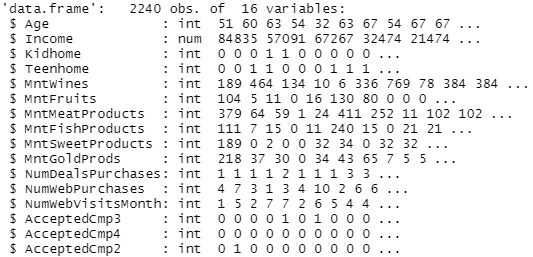 'data.frame': 2240 obs. of 16 variables:
$ Age : int 51 60 63 54 32 63 67 54 67 67 ...
$ Income : num 84835 57091 67267 32474 21474 ...
$ Kidhome : int 0 0 0 1 1 0 0 0 0 0 ...
$ Teenhome : int 0 0 1 1 0 0 0 1 1 1 ...
$ MntWines : int 189 464 134 10 6 336 769 78 384 384 ...
$ MntFruits : int 104 5 11 0 16 130 80 0 0 0 ...
$ MntMeatProducts : int 379 64 59 1 24 411 252 11 102 102 ...
$ MntFishProducts : int 111 7 15 0 11 240 15 0 21 21 ...
$ MntSweetProducts : int 189 0 2 0 0 32 34 0 32 32 ...
$ MntGoldProds : int 218 37 30 0 34 43 65 7 5 5 ...
$ NumDealsPurchases: int 1 1 1 1 2 1 1 1 3 3 ...
$ NumWebPurchases : int 4 7 3 1 3 4 10 2 6 6 ...
$ NumWebVisitsMonth: int 1 5 2 7 7 2 6 5 4 4 ...
$ AcceptedCmp3 : int 0 0 0 0 1 0 1 0 0 0 ...
$ AcceptedCmp4 : int 0 0 0 0 0 0 0 0 0 0 ...
$ AcceptedCmp2 : int 0 1 0 0 0 0 0 0 0 0 ...